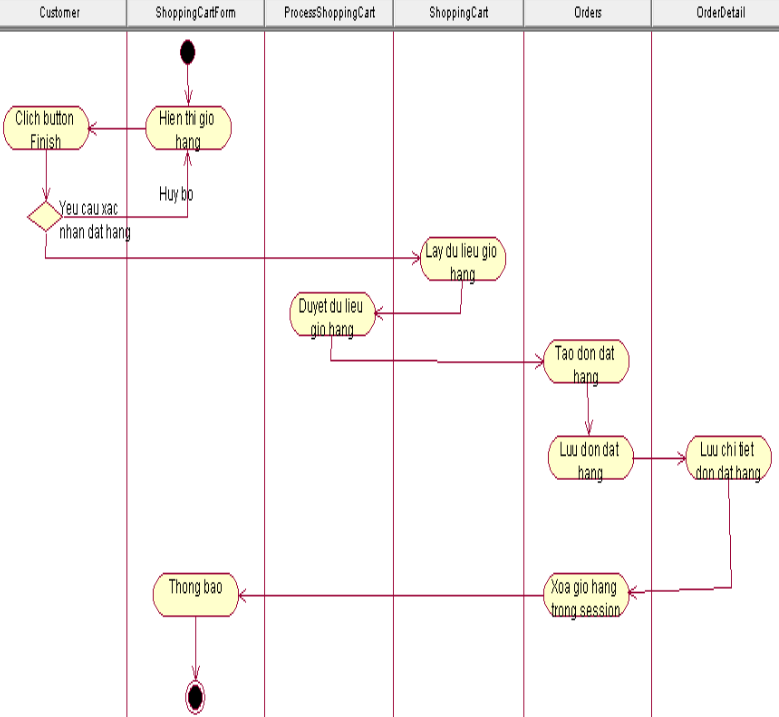 Customer
ShoppingCartForm
ProcessShoppingCart
ShoppingCart
Orders
OrderDetail
Clich button
Finish
Hien thi gio
hang
Huy bo
Yeu cau xac
nhan dat hang
Lay du lieu gio
hang
Duyet du lieu
gio hang
Tao don dat
hang
Luu don dat
hang
Luu chi tiet
don dat hang
Thong bao
Xoa gio hang
trong session